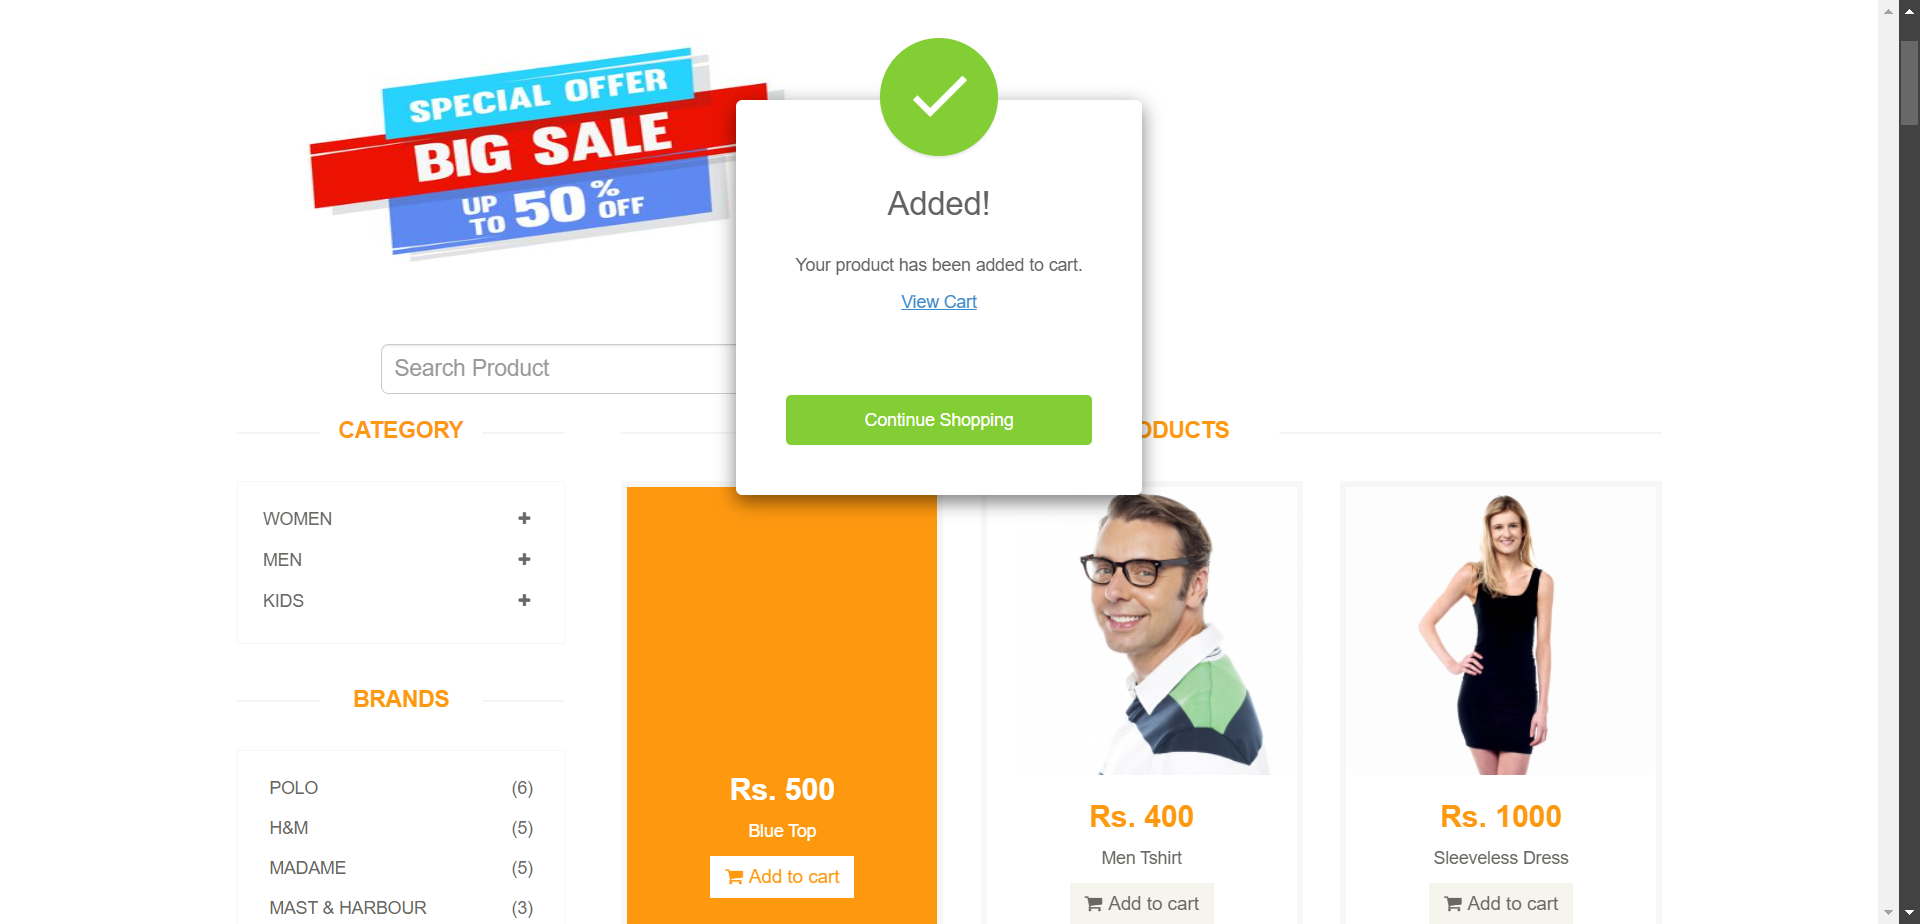 SPECIAL OFFER
BIG SALE
UP TO 50% OFF
Added!
Your product has been added to cart.
View Cart
Continue Shopping
Search Product
CATEGORY
WOMEN
MEN
KIDS
BRANDS
POLO (6)
H&M (5)
MADAME (5)
MAST & HARBOUR (3)
ODUCTS
Rs. 500
Blue Top
Add to cart
Rs. 400
Men Tshirt
Add to cart
Rs. 1000
Sleeveless Dress
Add to cart